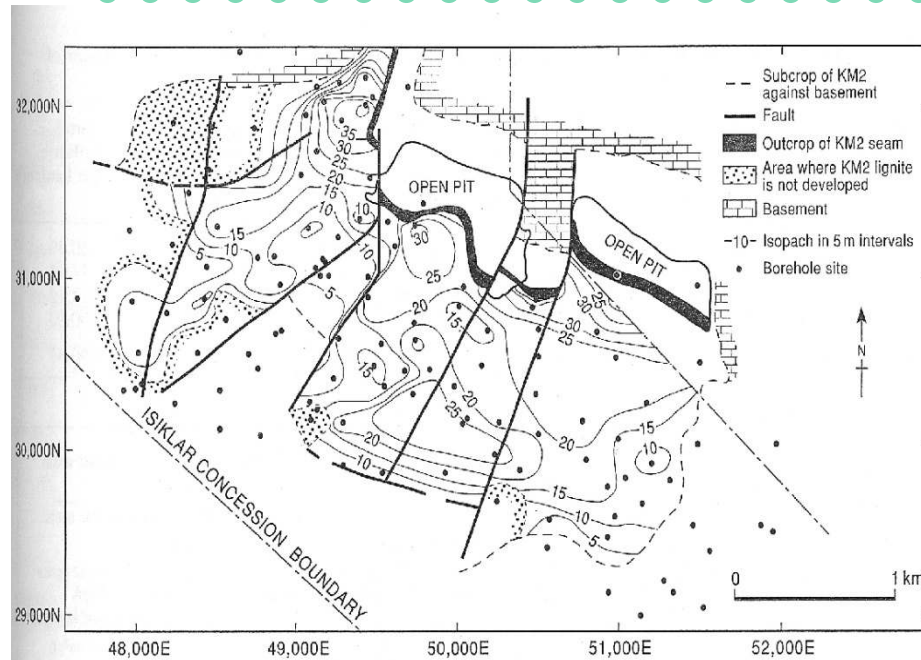 32,000N
31,000N
30,000N
29,000N
48,000E
49,000E
50,000E
51,000E
52,000E
OPEN PIT
OPEN PIT
ISIKLAR CONCESSION BOUNDARY
35
30
25
20
15
10
10
15
10
5
5
30
25
20
15
20
15
25
20
10
25
30
30
25
20
10
15
10
5
Subcrop of KM2
against basement
Fault
Outcrop of KM2 seam
Area where KM2 lignite
is not developed
Basement
10
Isopach in 5 m intervals
Borehole site
N
0
1 km